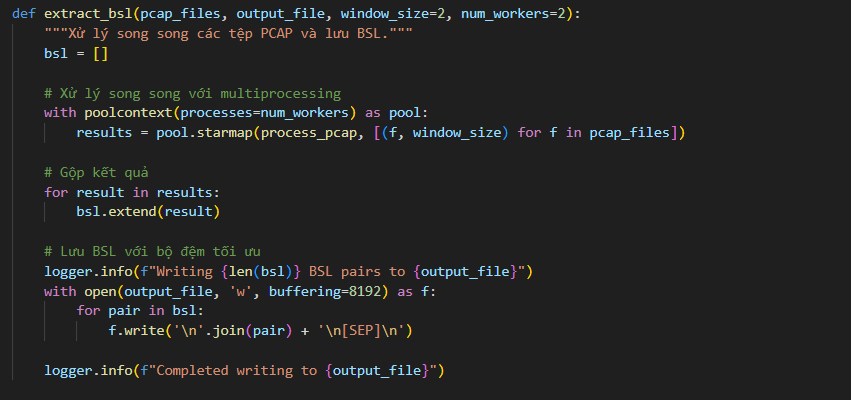 def extract_bsl(pcap_files, output_file, window_size=2, num_workers=2):
    """Xử lý song song các tệp PCAP và lưu BSL."""
    bsl = []

    # Xử lý song song với multiprocessing
    with poolcontext(processes=num_workers) as pool:
        results = pool.starmap(process_pcap, [(f, window_size) for f in pcap_files])

    # Gộp kết quả
    for result in results:
        bsl.extend(result)

    # Lưu BSL với bộ đệm tối ưu
    logger.info(f"Writing {len(bsl)} BSL pairs to {output_file}")
    with open(output_file, 'w', buffering=8192) as f:
        for pair in bsl:
            f.write('\n'.join(pair) + '\n[SEP]\n')

    logger.info(f"Completed writing to {output_file}")